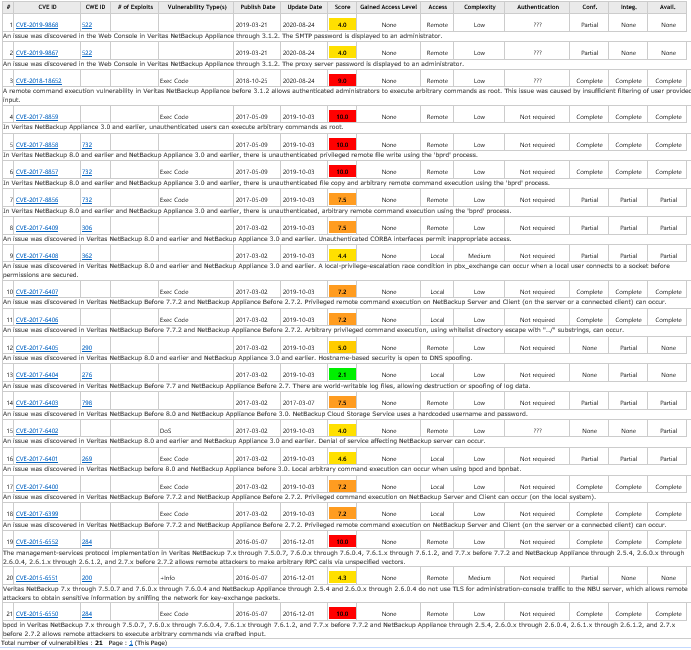 # CVE ID CWE ID # of Exploits Vulnerability Type(s) Publish Date Update Date Score Gained Access Level Access Complexity Authentication Conf. Integ. Avail.
1 CVE-2019-9868 522 2019-03-21 2020-08-24 4.0 None Remote Low ??? Partial None None
An issue was discovered in the Web Console in Veritas NetBackup Appliance through 3.1.2. The SMTP password is displayed to an administrator.
2 CVE-2019-9867 522 2019-03-21 2020-08-24 4.0 None Remote Low ??? Partial None None
An issue was discovered in the Web Console in Veritas NetBackup Appliance through 3.1.2. The proxy server password is displayed to an administrator.
3 CVE-2018-18652 Exec Code 2018-10-25 2020-08-24 9.0 None Remote Low ??? Complete Complete Complete
A remote command execution vulnerability in Veritas NetBackup Appliance before 3.1.2 allows authenticated administrators to execute arbitrary commands as root. This issue was caused by insufficient filtering of user provided
input.
4 CVE-2017-8859 Exec Code 2017-05-09 2019-10-03 10.0 None Remote Low Not required Complete Complete Complete
In Veritas NetBackup Appliance 3.0 and earlier, unauthenticated users can execute arbitrary commands as root.
5 CVE-2017-8858 732 2017-05-09 2019-10-03 10.0 None Remote Low Not required Complete Complete Complete
In Veritas NetBackup 8.0 and earlier and NetBackup Appliance 3.0 and earlier, there is unauthenticated privileged remote file write using the 'bprd' process.
6 CVE-2017-8857 732 Exec Code 2017-05-09 2019-10-03 10.0 None Remote Low Not required Complete Complete Complete
In Veritas NetBackup 8.0 and earlier and NetBackup Appliance 3.0 and earlier, there is unauthenticated file copy and arbitrary remote command execution using the 'bprd' process.
7 CVE-2017-8856 732 Exec Code 2017-05-09 2019-10-03 7.5 None Remote Low Not required Partial Partial Partial
In Veritas NetBackup 8.0 and earlier and NetBackup Appliance 3.0 and earlier, there is unauthenticated, arbitrary remote command execution using the 'bprd' process.
8 CVE-2017-6409 306 2017-03-02 2019-10-03 7.5 None Remote Low Not required Partial Partial Partial
An issue was discovered in Veritas NetBackup 8.0 and earlier and NetBackup Appliance 3.0 and earlier. Unauthenticated CORBA interfaces permit inappropriate access.
9 CVE-2017-6408 362 2017-03-02 2019-10-03 4.4 None Local Medium Not required Partial Partial Partial
An issue was discovered in Veritas NetBackup 8.0 and earlier and NetBackup Appliance 3.0 and earlier. A local-privilege-escalation race condition in pbx_exchange can occur when a local user connects to a socket before
permissions are secured.
10 CVE-2017-6407 Exec Code 2017-03-02 2019-10-03 7.2 None Local Low Not required Complete Complete Complete
An issue was discovered in Veritas NetBackup Before 7.7.2 and NetBackup Appliance Before 2.7.2. Privileged remote command execution on NetBackup Server and Client (on the server or a connected client) can occur.
11 CVE-2017-6406 Exec Code 2017-03-02 2019-10-03 7.2 None Local Low Not required Complete Complete Complete
An issue was discovered in Veritas NetBackup Before 7.7.2 and NetBackup Appliance Before 2.7.2. Arbitrary privileged command execution, using whitelist directory escape with "../" substrings, can occur.
12 CVE-2017-6405 290 Exec Code 2017-03-02 2019-10-03 5.0 None Remote Low Not required None Partial None
An issue was discovered in Veritas NetBackup 8.0 and earlier and NetBackup Appliance 3.0 and earlier. Hostname-based security is open to DNS spoofing.
13 CVE-2017-6404 276 2017-03-02 2019-10-03 2.1 None Local Low Not required None Partial None
An issue was discovered in Veritas NetBackup Before 7.7 and NetBackup Appliance Before 2.7. There are world-writable log files, allowing destruction or spoofing of log data.
14 CVE-2017-6403 798 2017-03-02 2017-03-07 7.5 None Remote Low Not required Partial Partial Partial
An issue was discovered in Veritas NetBackup Before 8.0 and NetBackup Appliance Before 3.0. NetBackup Cloud Storage Service uses a hardcoded username and password.
15 CVE-2017-6402 DoS 2017-03-02 2019-10-03 4.0 None Remote Low ??? None None Partial
An issue was discovered in Veritas NetBackup 8.0 and earlier and NetBackup Appliance 3.0 and earlier. Denial of service affecting NetBackup server can occur.
16 CVE-2017-6401 269 Exec Code 2017-03-02 2019-10-03 4.6 None Local Low Not required Partial Partial Partial
An issue was discovered in Veritas NetBackup before 8.0 and NetBackup Appliance before 3.0. Local arbitrary command execution can occur when using bpcd and bpnbat.
17 CVE-2017-6400 Exec Code 2017-03-02 2019-10-03 7.2 None Local Low Not required Complete Complete Complete
An issue was discovered in Veritas NetBackup Before 7.7.2 and NetBackup Appliance Before 2.7.2. Privileged command execution on NetBackup Server and Client can occur (on the local system).
18 CVE-2017-6399 Exec Code 2017-03-02 2019-10-03 7.2 None Local Low Not required Complete Complete Complete
An issue was discovered in Veritas NetBackup Before 7.7.2 and NetBackup Appliance Before 2.7.2. Privileged remote command execution on NetBackup Server and Client (on the server or a connected client) can occur.
19 CVE-2015-6552 284 2016-05-07 2016-12-01 10.0 None Remote Low Not required Complete Complete Complete
The management-services protocol implementation in Veritas NetBackup 7.x through 7.5.0.7, 7.6.0.x through 7.6.0.4, 7.6.1.x through 7.6.1.2, and 7.7.x before 7.7.2 and NetBackup Appliance through 2.5.4, 2.6.0.x through
2.6.0.4, 2.6.1.x through 2.6.1.2, and 2.7.x before 2.7.2 allows remote attackers to make arbitrary RPC calls via unspecified vectors.
20 CVE-2015-6551 200 +Info 2016-05-07 2016-12-01 4.3 None Remote Medium Not required Partial None None
Veritas NetBackup 7.x through 7.5.0.7 and 7.6.0.x through 7.6.0.4 and NetBackup Appliance through 2.5.4 and 2.6.0.x through 2.6.0.4 do not use TLS for administration-console traffic to the NBU server, which allows remote
attackers to obtain sensitive information by sniffing the network for key-exchange packets.
21 CVE-2015-6550 284 Exec Code 2016-05-07 2016-12-01 10.0 None Remote Low Not required Complete Complete Complete
bpcd in Veritas NetBackup 7.x through 7.5.0.7, 7.6.0.x through 7.6.0.4, 7.6.1.x through 7.6.1.2, and 7.7.x before 7.7.2 and NetBackup Appliance through 2.5.4, 2.6.0.x through 2.6.0.4, 2.6.1.x through 2.6.1.2, and 2.7.x
before 2.7.2 allows remote attackers to execute arbitrary commands via crafted input.
Total number of vulnerabilities : 21 Page : 1 (This Page)